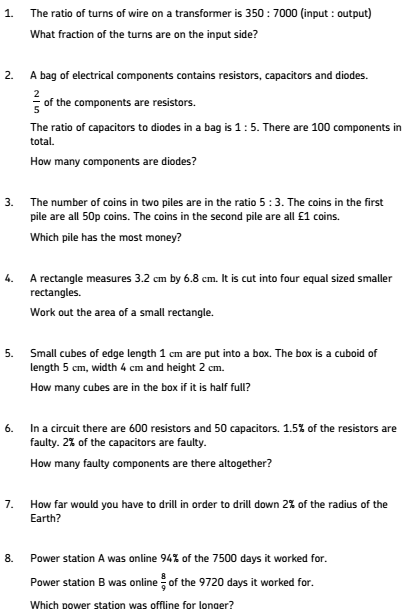 1. The ratio of turns of wire on a transformer is 350 : 7000 (input : output)
What fraction of the turns are on the input side?
2. A bag of electrical components contains resistors, capacitors and diodes.
2/5 of the components are resistors.
The ratio of capacitors to diodes in a bag is 1 : 5. There are 100 components in
total.
How many components are diodes?
3. The number of coins in two piles are in the ratio 5 : 3. The coins in the first
pile are all 50p coins. The coins in the second pile are all £1 coins.
Which pile has the most money?
4. A rectangle measures 3.2 cm by 6.8 cm. It is cut into four equal sized smaller
rectangles.
Work out the area of a small rectangle.
5. Small cubes of edge length 1 cm are put into a box. The box is a cuboid of
length 5 cm, width 4 cm and height 2 cm.
How many cubes are in the box if it is half full?
6. In a circuit there are 600 resistors and 50 capacitors. 1.5% of the resistors are
faulty. 2% of the capacitors are faulty.
How many faulty components are there altogether?
7. How far would you have to drill in order to drill down 2% of the radius of the
Earth?
8. Power station A was online 94% of the 7500 days it worked for.
Power station B was online 8/9 of the 9720 days it worked for.
Which power station was offline for longer?